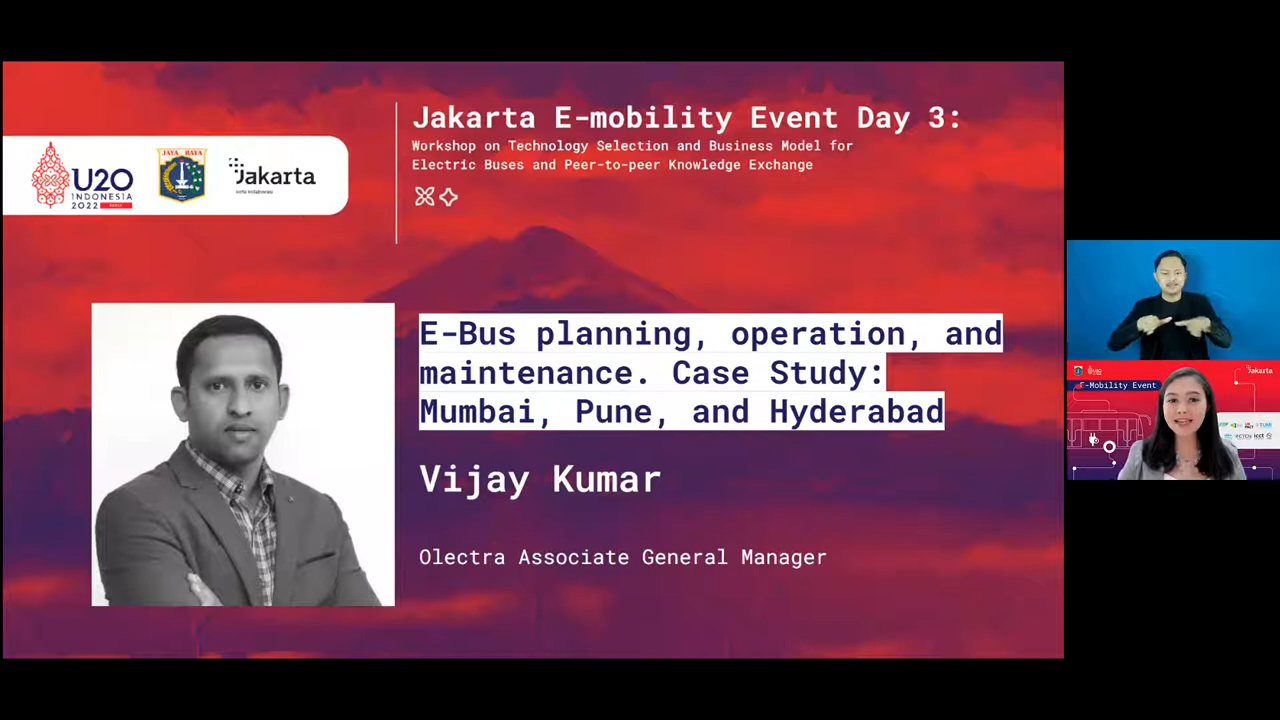 Jakarta E-mobility Event Day 3:
Workshop on Technology Selection and Business Model for
Electric Buses and Peer-to-peer Knowledge Exchange
U20
INDONESIA
2022
JAYA RAYA
Jakarta
E-Bus planning, operation, and
maintenance. Case Study:
Mumbai, Pune, and Hyderabad
Vijay Kumar
Olectra Associate General Manager
Jakarta
E-Mobility Event